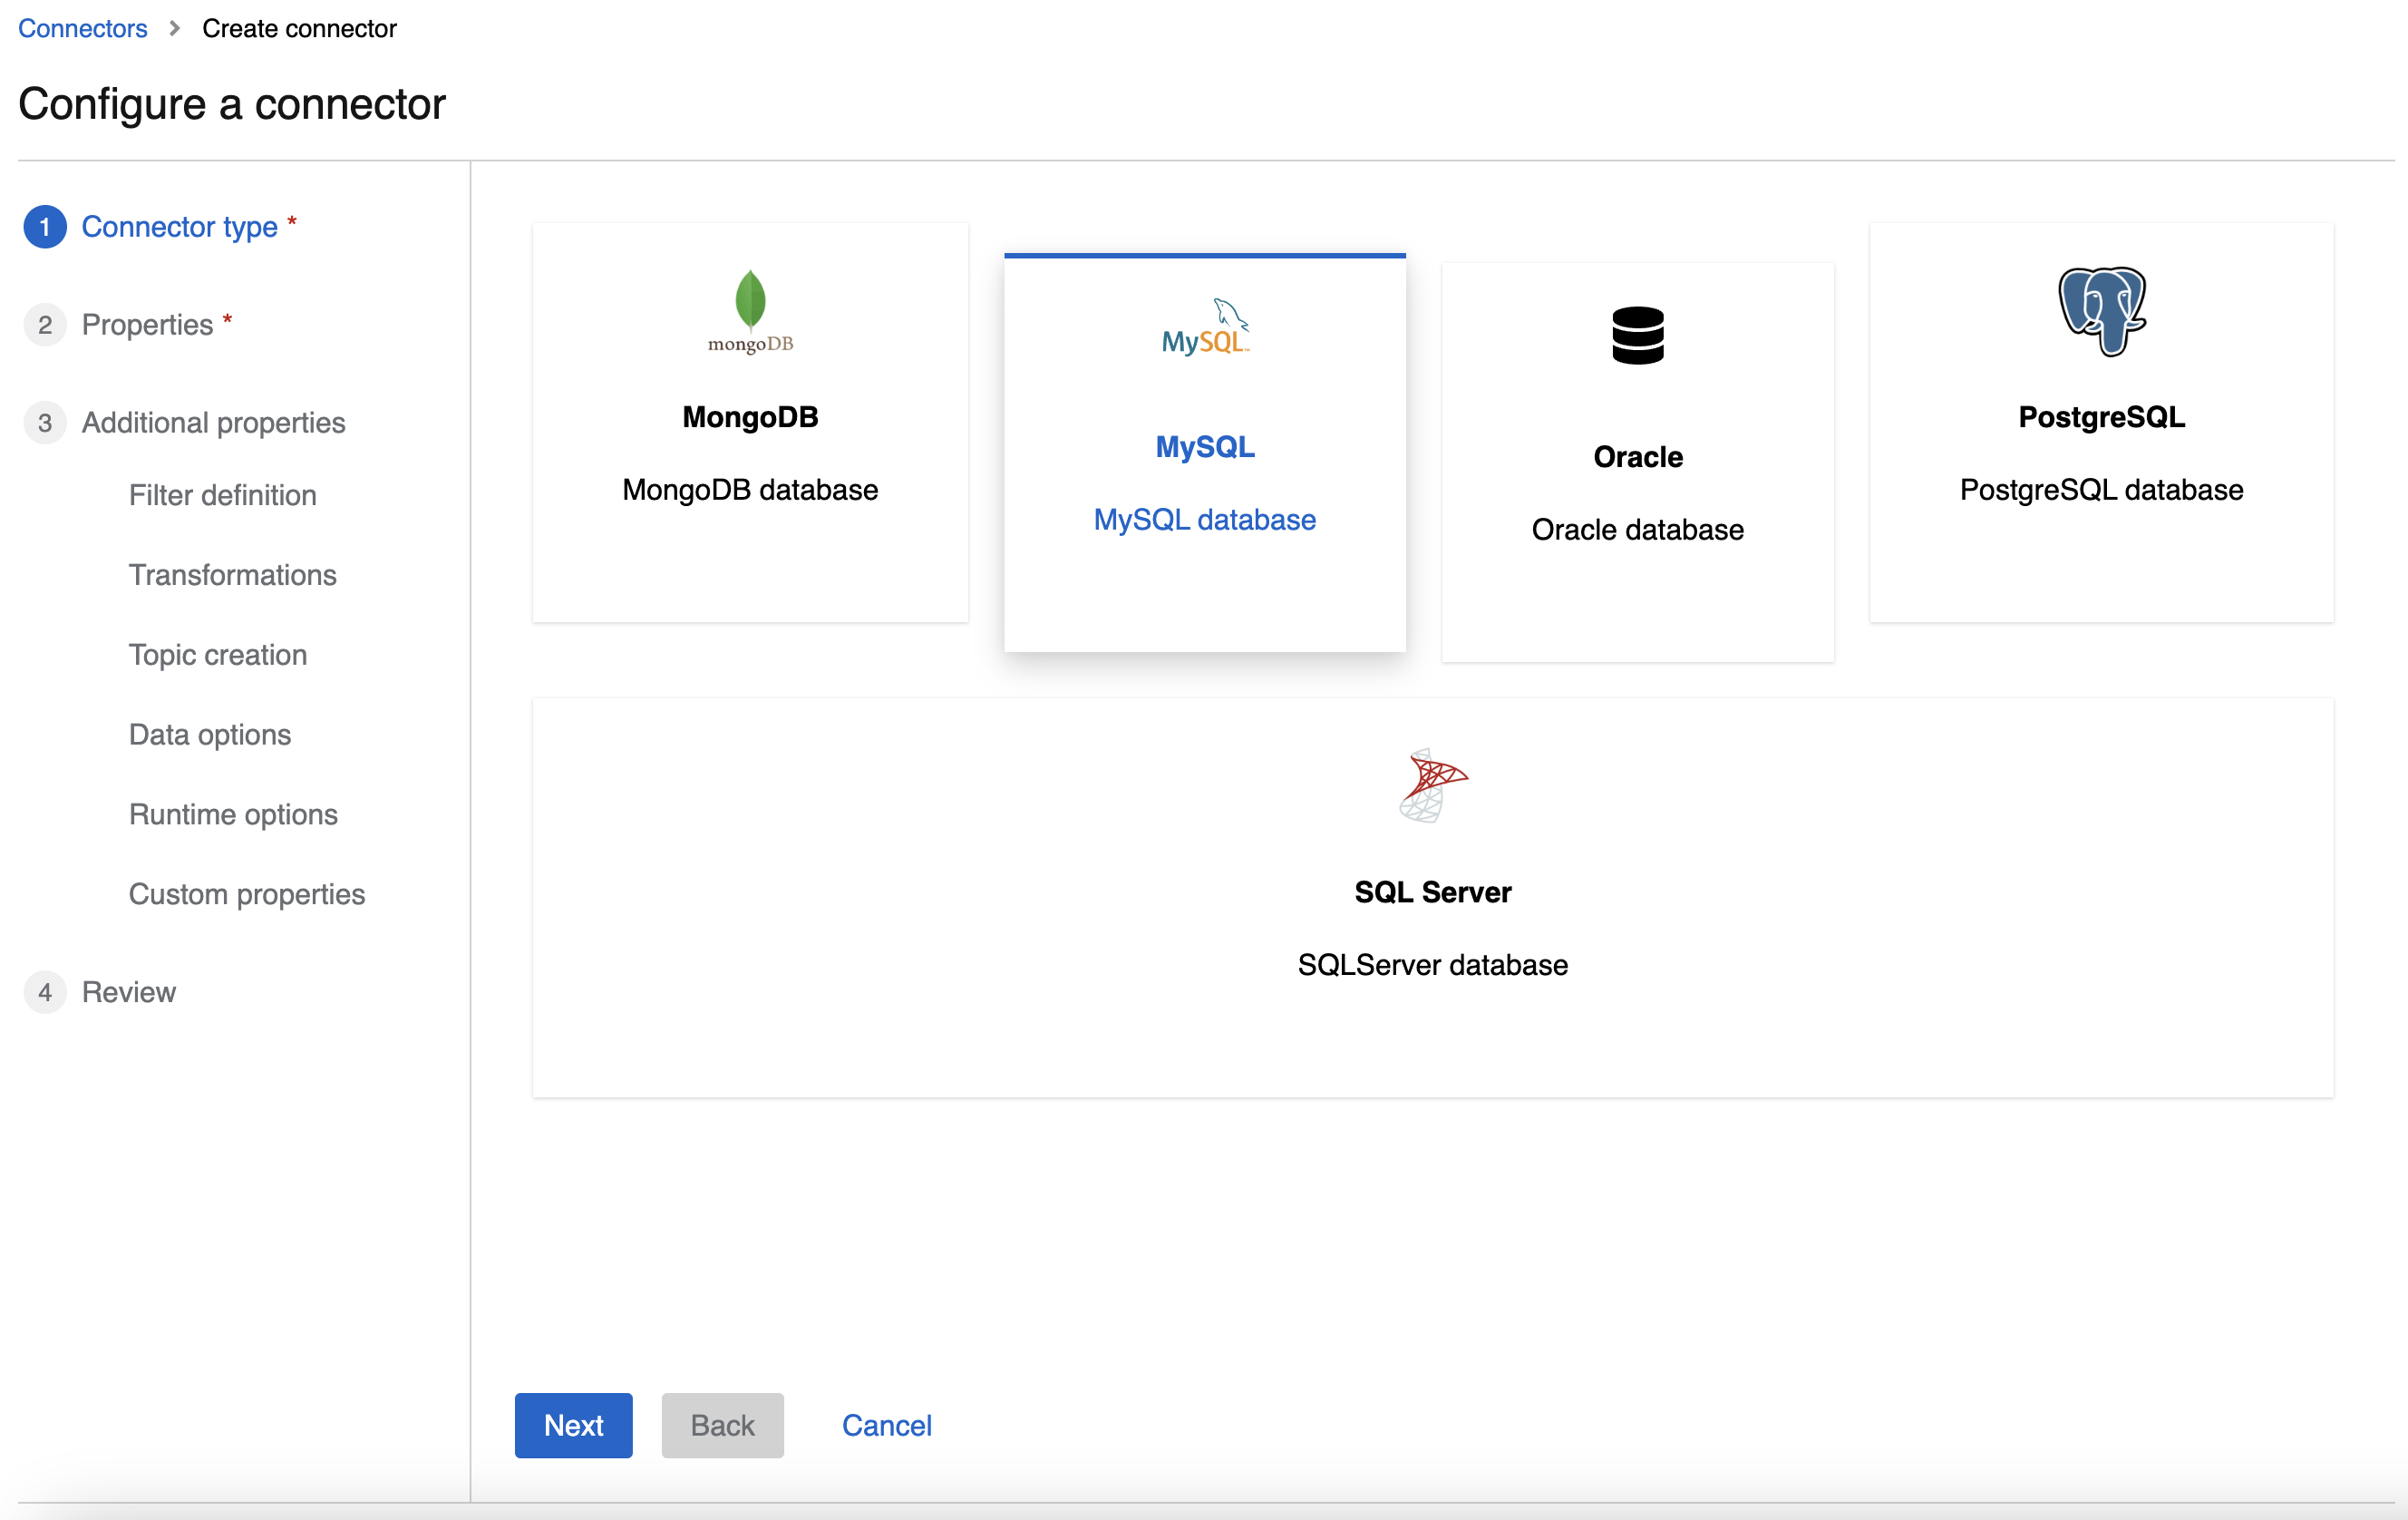 Connectors > Create connector
Configure a connector
1 Connector type *
2 Properties *
3 Additional properties
Filter definition
Transformations
Topic creation
Data options
Runtime options
Custom properties
4 Review
mongoDB
MongoDB
MongoDB database
MySQL™
MySQL
MySQL database
Oracle
Oracle database
PostgreSQL
PostgreSQL database
SQL Server
SQLServer database
Next Back Cancel